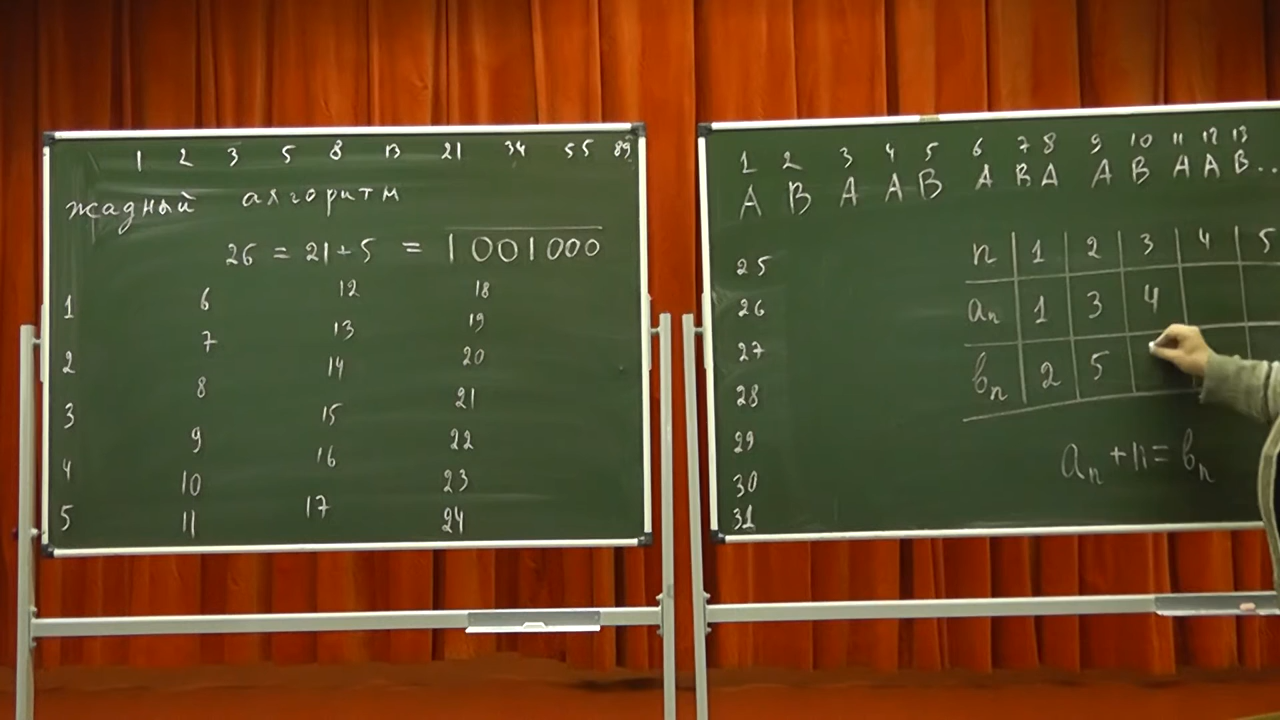 1 2 3 5 8 13 21 34 55 89
жадный алгоритм
26 = 21 + 5 = 1001000
1 6 12 18
2 7 13 19
3 8 14 20
4 9 15 21
5 10 16 22
11 17 23
24
1 2 3 4 5 6 7 8 9 10 11 12 13
A B A A B A B A A B A A B...
25
26
27
28
29
30
31
n 1 2 3 4 5
aₙ 1 3 4
bₙ 2 5
aₙ + n = bₙ